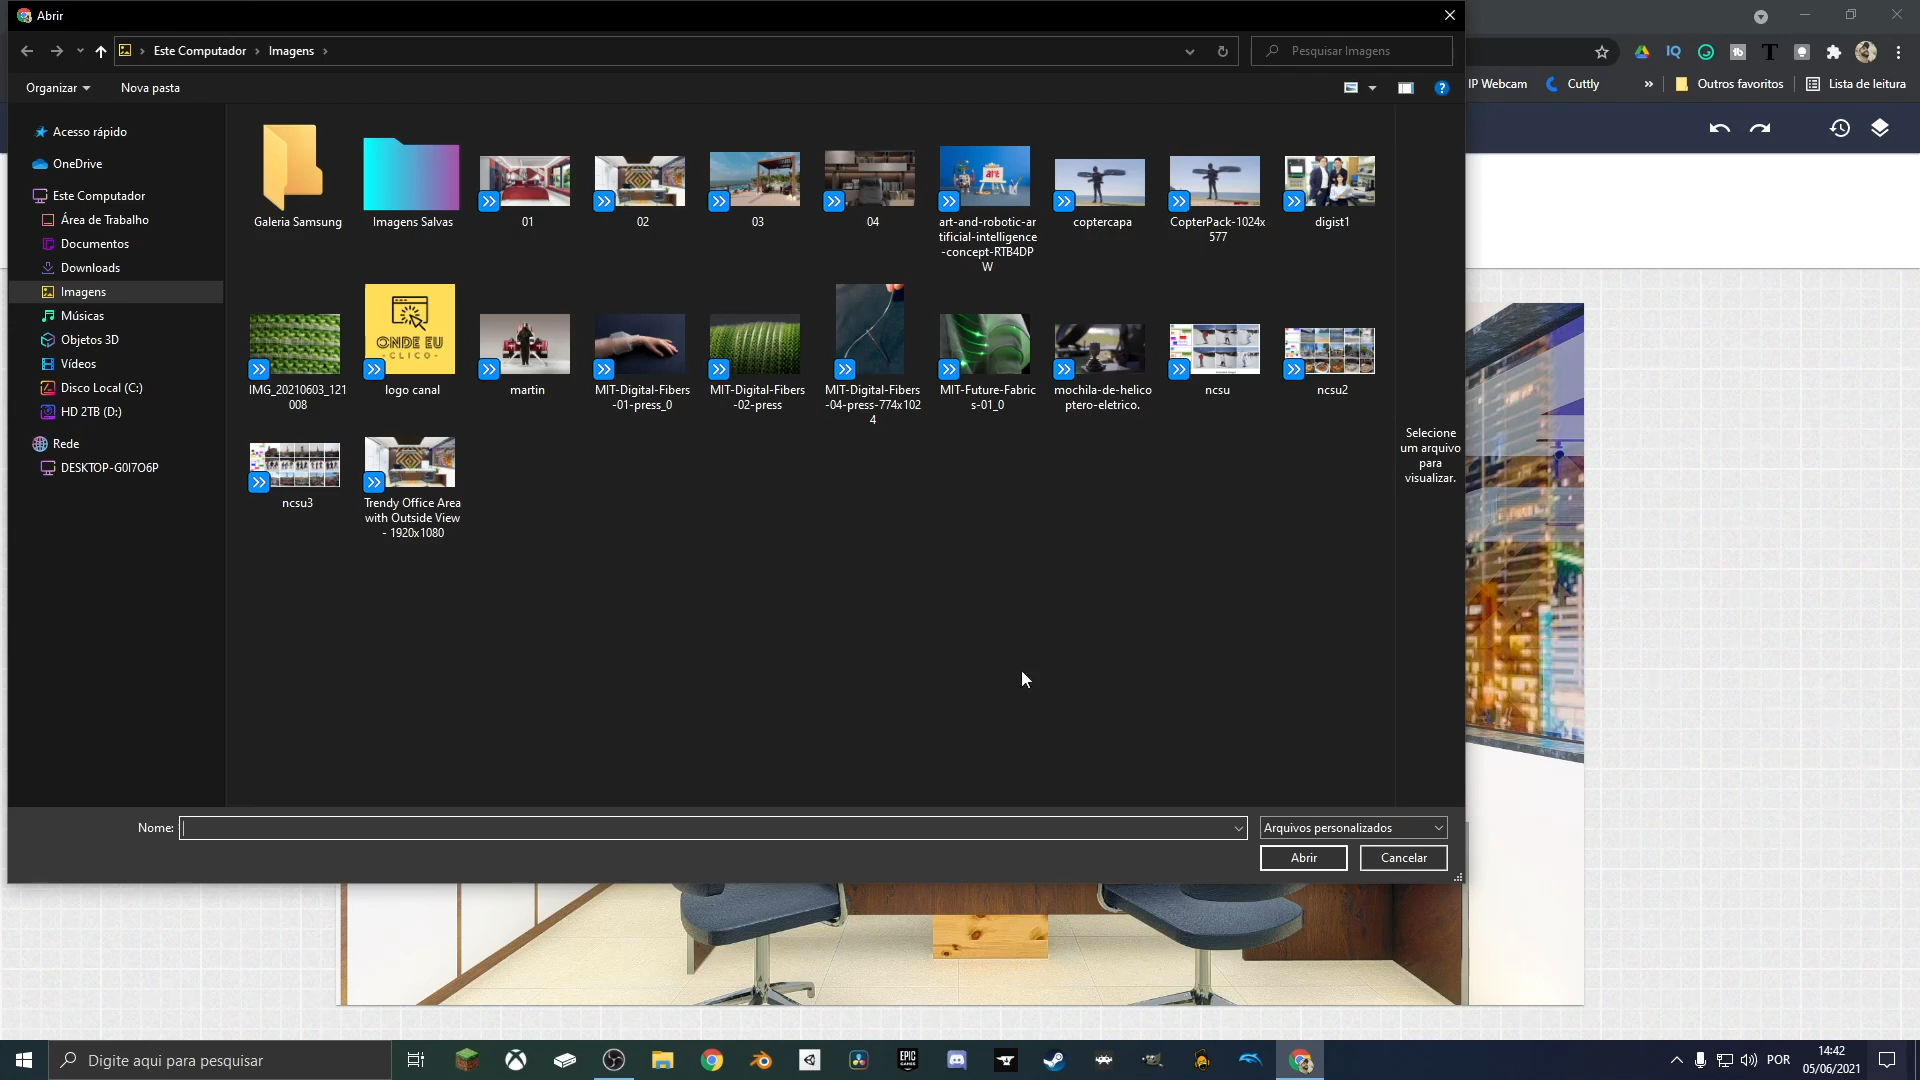 Abrir
Este Computador
Imagens
Pesquisar Imagens
IQ
IP Webcam
Cuttly
»
Outros favoritos
Lista de leitura
Organizar
Nova pasta
Acesso rápido
OneDrive
Este Computador
Área de Trabalho
Documentos
Downloads
Imagens
Músicas
Objetos 3D
Vídeos
Disco Local (C:)
HD 2TB (D:)
Rede
DESKTOP-G0I7O6P
Galeria Samsung
Imagens Salvas
01
02
03
04
art-and-robotic-ar
tificial-intelligence
-concept-RTB4DP
W
coptercapa
CopterPack-1024x
577
digist1
IMG_20210603_121
008
ONDE EU
-CLICO-
logo canal
martin
MIT-Digital-Fibers
-01-press_0
MIT-Digital-Fibers
-02-press
MIT-Digital-Fibers
-04-press-774x102
4
MIT-Future-Fabric
s-01_0
mochila-de-helico
ptero-eletrico.
ncsu
ncsu2
ncsu3
Trendy Office Area
with Outside View
- 1920x1080
Selecione
um arquivo
para
visualizar.
Nome:
Arquivos personalizados
Abrir
Cancelar
Digite aqui para pesquisar
EPIC
GAMES
POR
14:42
05/06/2021